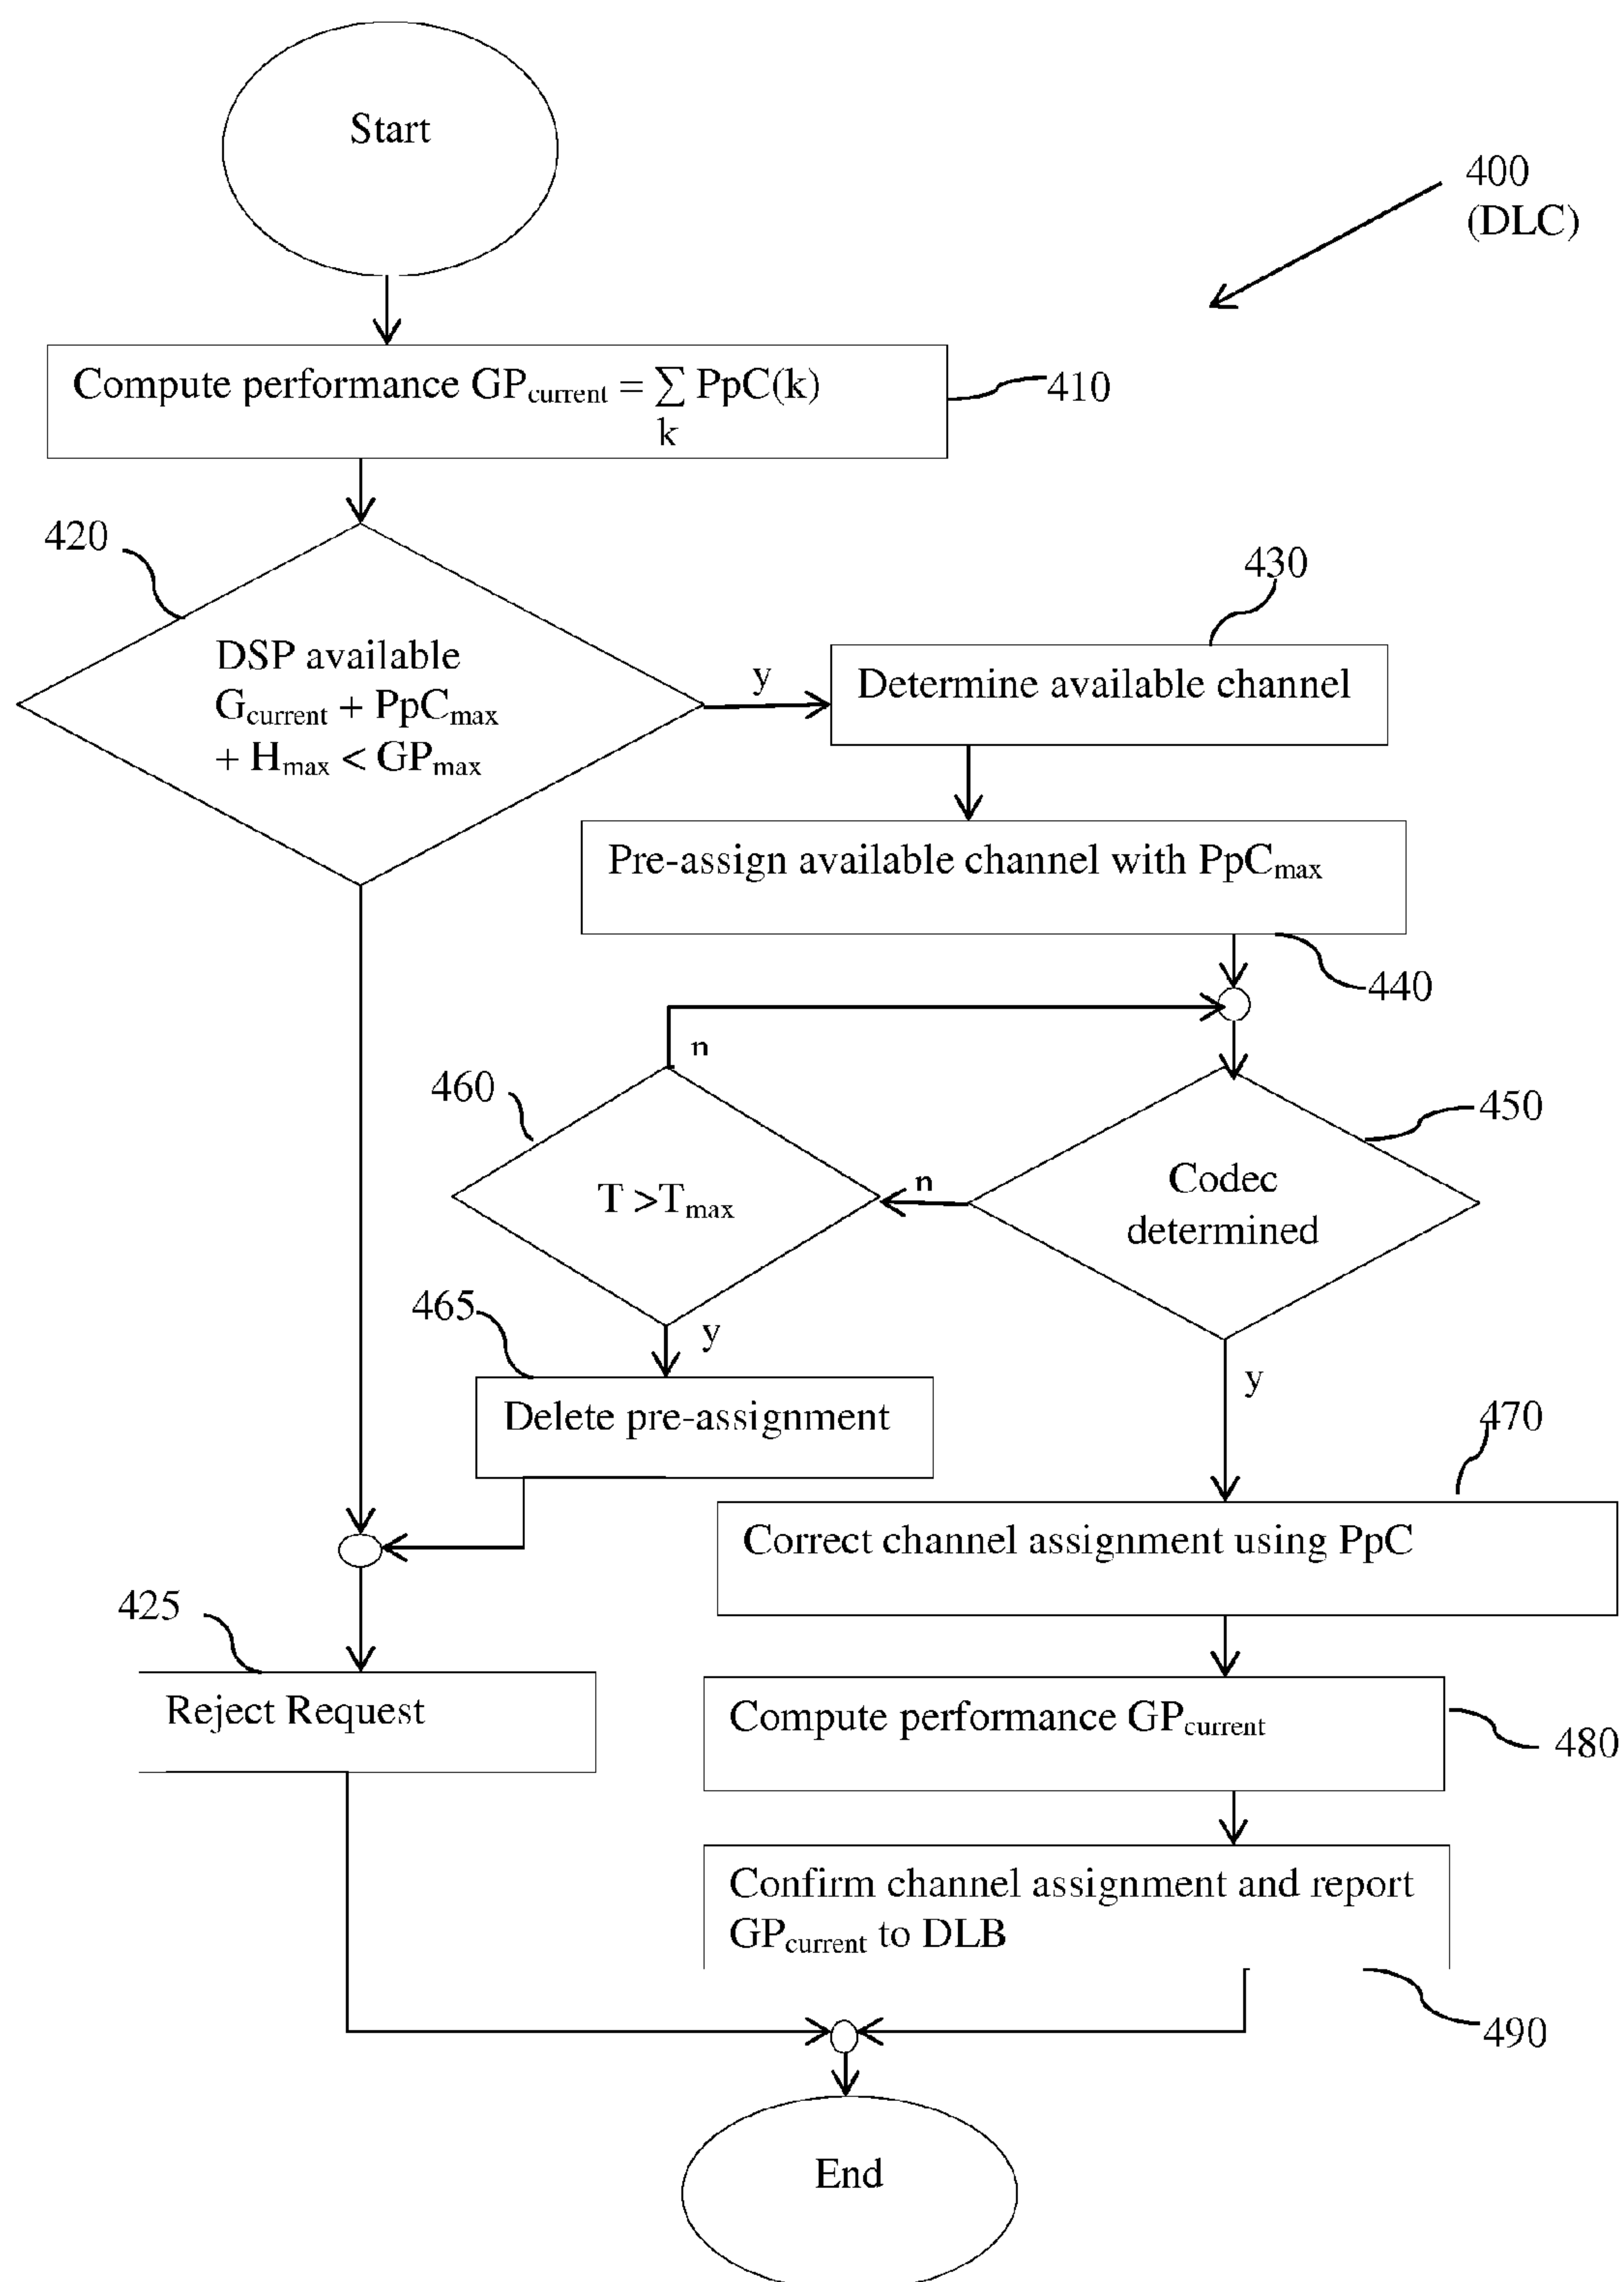 Start
400
(DLC)
Compute performance GPcurrent = ∑ PpC(k)
k
410
420
430
DSP available
Gcurrent + PpCmax
+ Hmax < GPmax
y
Determine available channel
Pre-assign available channel with PpCmax
440
n
460
450
T >Tmax
n
Codec
determined
465
y
y
Delete pre-assignment
470
Correct channel assignment using PpC
425
Reject Request
Compute performance GPcurrent
480
Confirm channel assignment and report
GPcurrent to DLB
490
End